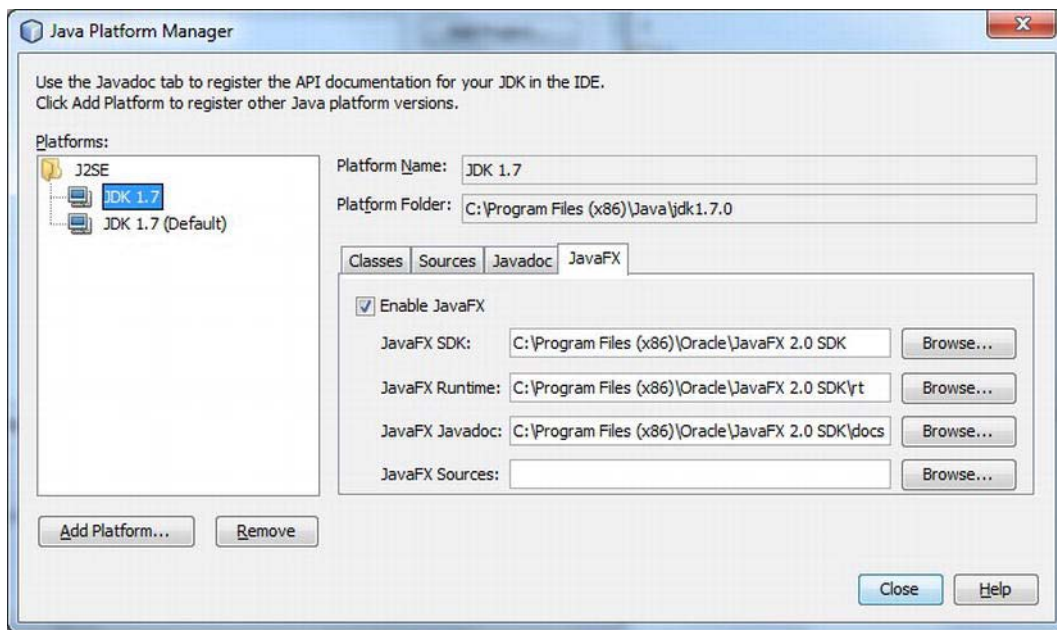 Java Platform Manager
Use the Javadoc tab to register the API documentation for your JDK in the IDE.
Click Add Platform to register other Java platform versions.
Platforms:
J2SE
JDK 1.7
JDK 1.7 (Default)
Platform Name: JDK 1.7
Platform Folder: C:\Program Files (x86)\Java\jdk1.7.0
Classes Sources Javadoc JavaFX
Enable JavaFX
JavaFX SDK: C:\Program Files (x86)\Oracle\JavaFX 2.0 SDK Browse...
JavaFX Runtime: C:\Program Files (x86)\Oracle\JavaFX 2.0 SDK\rt Browse...
JavaFX Javadoc: C:\Program Files (x86)\Oracle\JavaFX 2.0 SDK\docs Browse...
JavaFX Sources: Browse...
Add Platform... Remove
Close Help